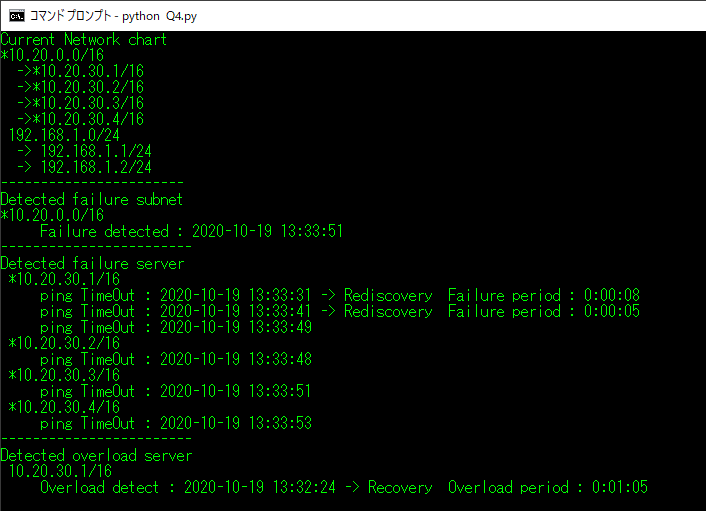 コマンドプロンプト - python Q4.py
Current Network chart
*10.20.0.0/16
  ->*10.20.30.1/16
  ->*10.20.30.2/16
  ->*10.20.30.3/16
  ->*10.20.30.4/16
 192.168.1.0/24
  -> 192.168.1.1/24
  -> 192.168.1.2/24
-----------------------
Detected failure subnet
*10.20.0.0/16
     Failure detected : 2020-10-19 13:33:51
------------------------
Detected failure server
 *10.20.30.1/16
     ping TimeOut : 2020-10-19 13:33:31 -> Rediscovery  Failure period : 0:00:08
     ping TimeOut : 2020-10-19 13:33:41 -> Rediscovery  Failure period : 0:00:05
     ping TimeOut : 2020-10-19 13:33:49
 *10.20.30.2/16
     ping TimeOut : 2020-10-19 13:33:48
 *10.20.30.3/16
     ping TimeOut : 2020-10-19 13:33:51
 *10.20.30.4/16
     ping TimeOut : 2020-10-19 13:33:53
------------------------
Detected overload server
 10.20.30.1/16
     Overload detect : 2020-10-19 13:32:24 -> Recovery  Overload period : 0:01:05